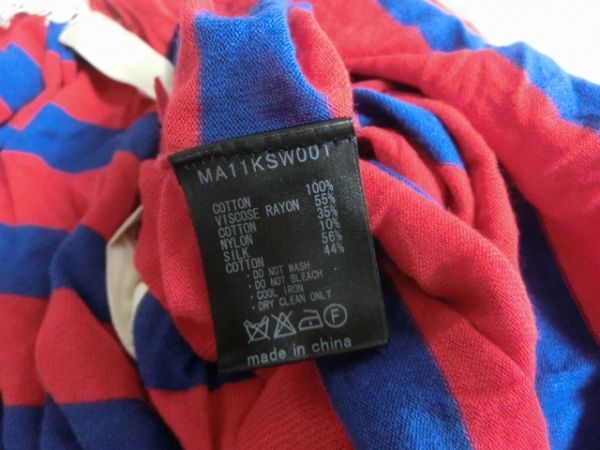 MA11KSW001
COTTON 100%
VISCOSE RAYON 55%
COTTON 35%
NYLON 10%
SILK 56%
COTTON 44%
・DO NOT WASH
・DO NOT BLEACH
・COOL IRON
・DRY CLEAN ONLY
F
made in china